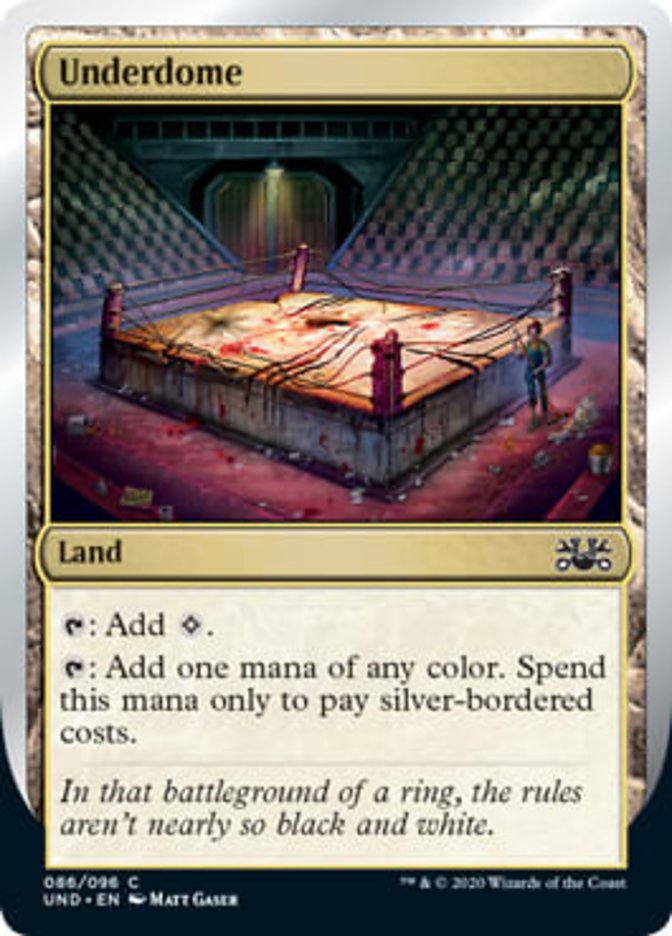 Underdome
Land
: Add .
: Add one mana of any color. Spend
this mana only to pay silver-bordered
costs.
In that battleground of a ring, the rules
aren't nearly so black and white.
086/096 C
UND • EN Matt Gaser
™ & © 2020 Wizards of the Coast